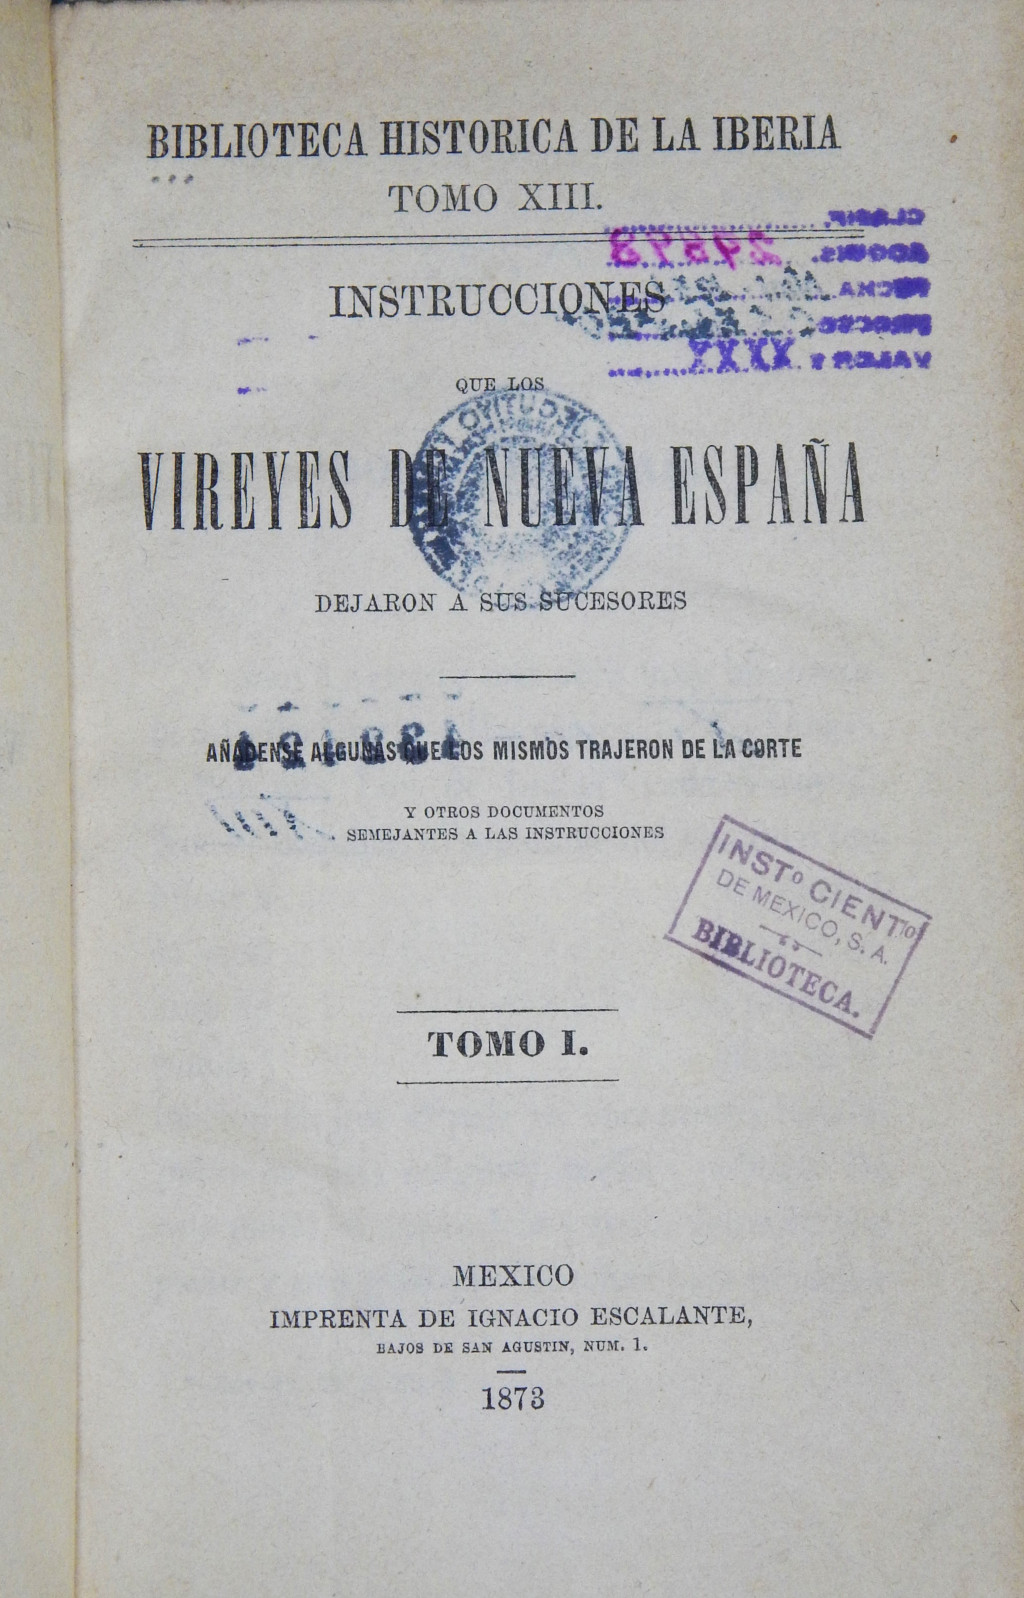 BIBLIOTECA HISTORICA DE LA IBERIA
TOMO XIII.
INSTRUCCIONES
QUE LOS
VIREYES DE NUEVA ESPAÑA
DEJARON A SUS SUCESORES
AÑADENSE ALGUNAS QUE LOS MISMOS TRAJERON DE LA CORTE
Y OTROS DOCUMENTOS
SEMEJANTES A LAS INSTRUCCIONES
INSTº CIENTIº
DE MEXICO, S. A.
BIBLIOTECA.
TOMO I.
MEXICO
IMPRENTA DE IGNACIO ESCALANTE,
BAJOS DE SAN AGUSTIN, NUM. 1.
1873